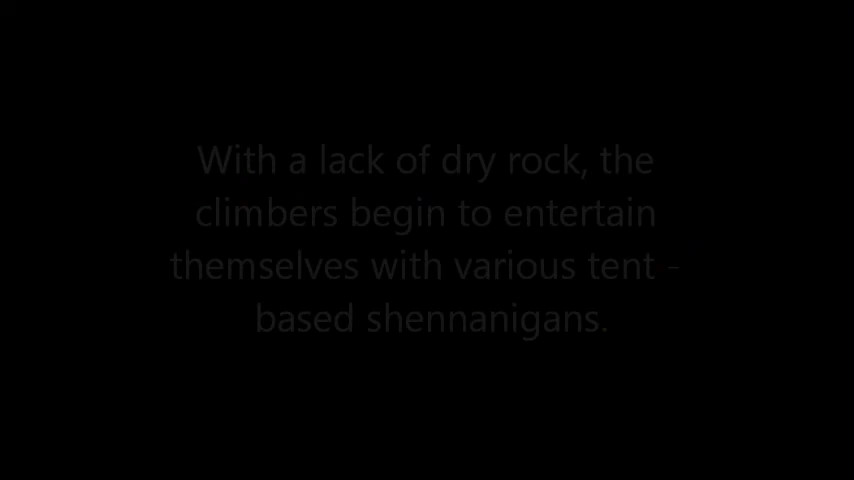 With a lack of dry rock, the
climbers begin to entertain
themselves with various tent -
based shennanigans.